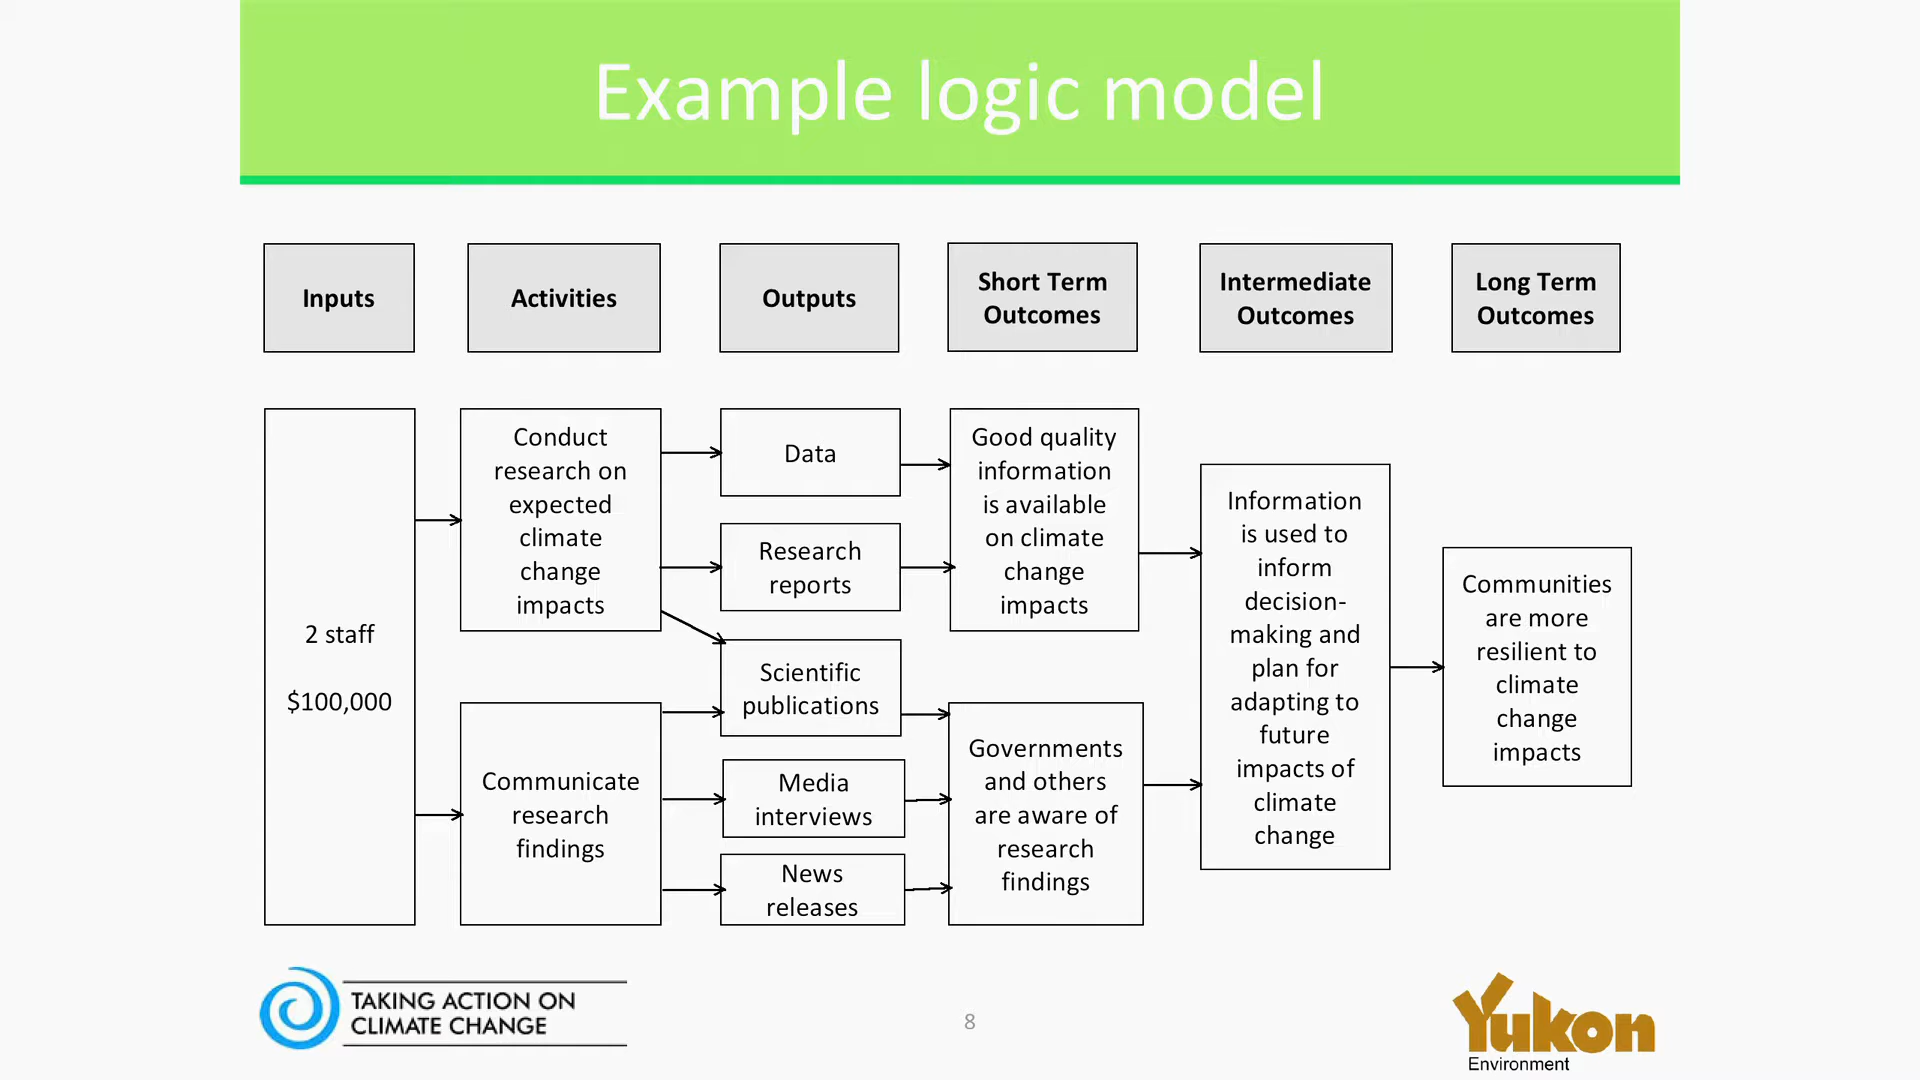 Example logic model
Inputs
Activities
Outputs
Short Term
Outcomes
Intermediate
Outcomes
Long Term
Outcomes
2 staff
$100,000
Conduct
research on
expected
climate
change
impacts
Communicate
research
findings
Data
Research
reports
Scientific
publications
Media
interviews
News
releases
Good quality
information
is available
on climate
change
impacts
Governments
and others
are aware of
research
findings
Information
is used to
inform
decision-
making and
plan for
adapting to
future
impacts of
climate
change
Communities
are more
resilient to
climate
change
impacts
TAKING ACTION ON
CLIMATE CHANGE
8
Yukon
Environment